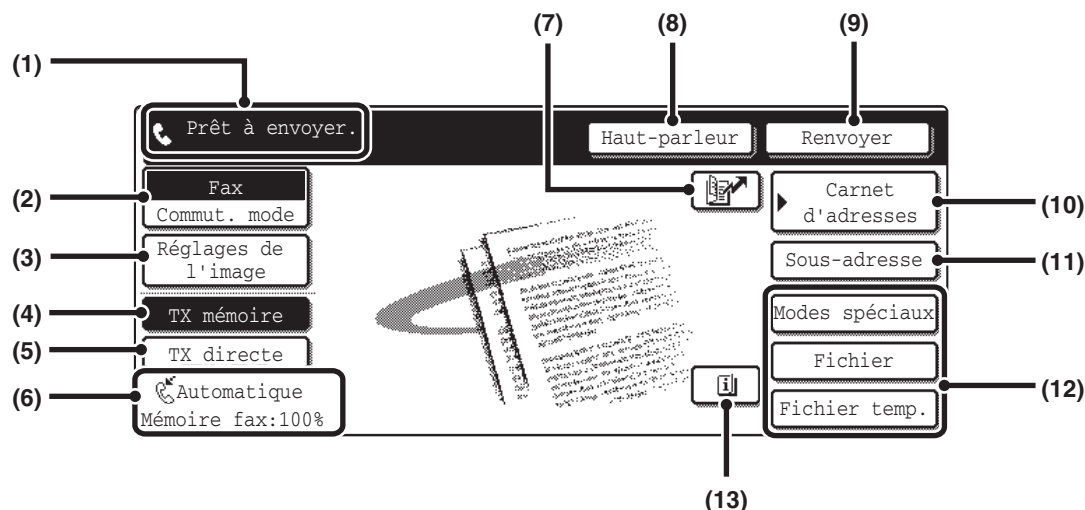 (7)
(8)
(9)
(1)
Prêt à envoyer.
Haut-parleur
Renvoyer
(2)
Fax
Commut. mode
Carnet
d'adresses
(10)
(3)
Réglages de
l'image
Sous-adresse
(11)
(4)
TX mémoire
Modes spéciaux
(5)
TX directe
Fichier
(12)
(6)
Automatique
Mémoire fax:100%
Fichier temp.
(13)